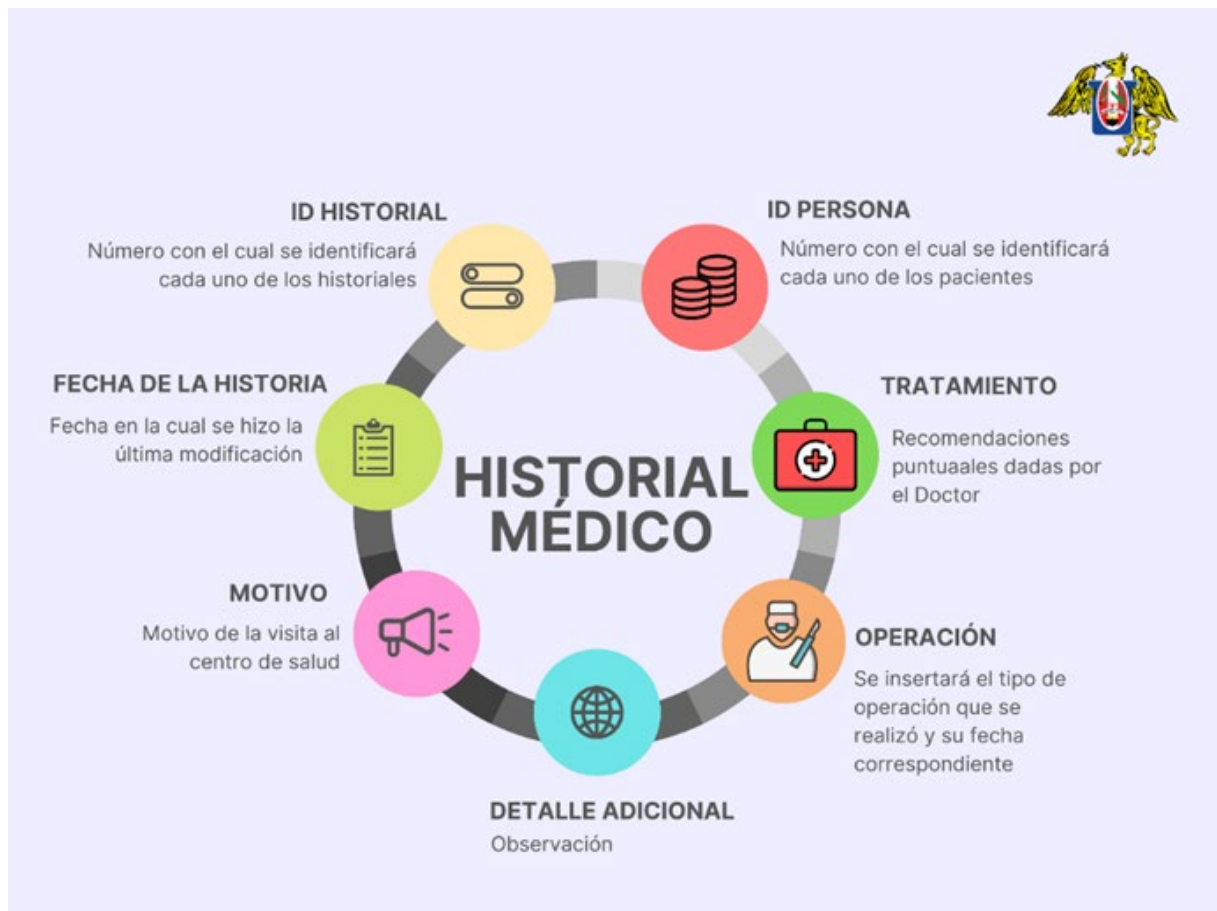 ID HISTORIAL
Número con el cual se identificará
cada uno de los historiales
ID PERSONA
Número con el cual se identificará
cada uno de los pacientes
FECHA DE LA HISTORIA
Fecha en la cual se hizo la
última modificación
TRATAMIENTO
Recomendaciones
puntuaales dadas por
el Doctor
HISTORIAL
MÉDICO
MOTIVO
Motivo de la visita al
centro de salud
OPERACIÓN
Se insertará el tipo de
operación que se
realizó y su fecha
correspondiente
DETALLE ADICIONAL
Observación